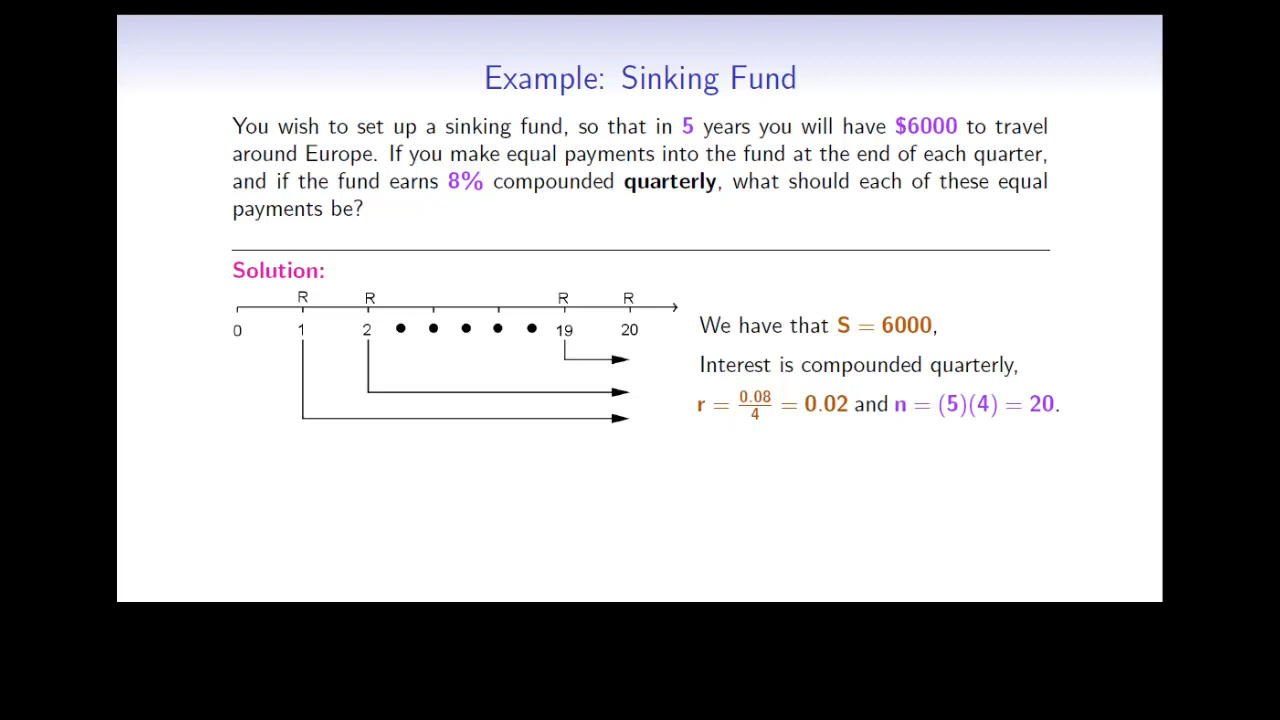 Example: Sinking Fund
You wish to set up a sinking fund, so that in 5 years you will have $6000 to travel
around Europe. If you make equal payments into the fund at the end of each quarter,
and if the fund earns 8% compounded quarterly, what should each of these equal
payments be?
Solution:
R R R R
0 1 2 19 20
We have that S = 6000,
Interest is compounded quarterly,
r = 0.08/4 = 0.02 and n = (5)(4) = 20.